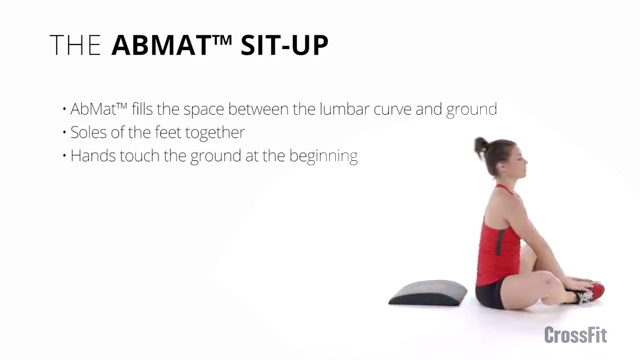 THE ABMAT™ SIT-UP
• AbMat™ fills the space between the lumbar curve and ground
• Soles of the feet together
• Hands touch the ground at the beginning
CrossFit